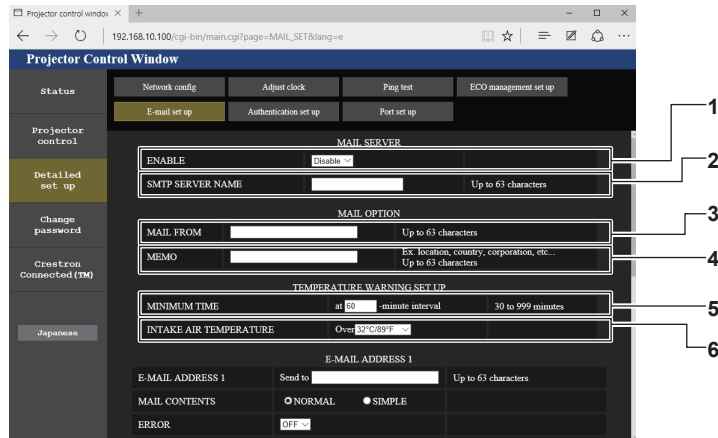 Projector control window
192.168.10.100/cgi-bin/main.cgi?page=MAIL_SET&lang=e
Projector Control Window
Status
Network config
Adjust clock
Ping test
ECO management set up
E-mail set up
Authentication set up
Port set up
Projector
control
Detailed
set up
Change
password
Crestron
Connected(TM)
Japanese
MAIL SERVER
ENABLE
Disable
1
SMTP SERVER NAME
Up to 63 characters
2
MAIL OPTION
MAIL FROM
Up to 63 characters
3
MEMO
Ex. location, country, corporation, etc...
Up to 63 characters
4
TEMPERATURE WARNING SET UP
MINIMUM TIME
at 60 -minute interval
30 to 999 minutes
5
INTAKE AIR TEMPERATURE
Over 32°C/89°F
6
E-MAIL ADDRESS 1
E-MAIL ADDRESS 1
Send to
Up to 63 characters
MAIL CONTENTS
NORMAL
SIMPLE
ERROR
OFF